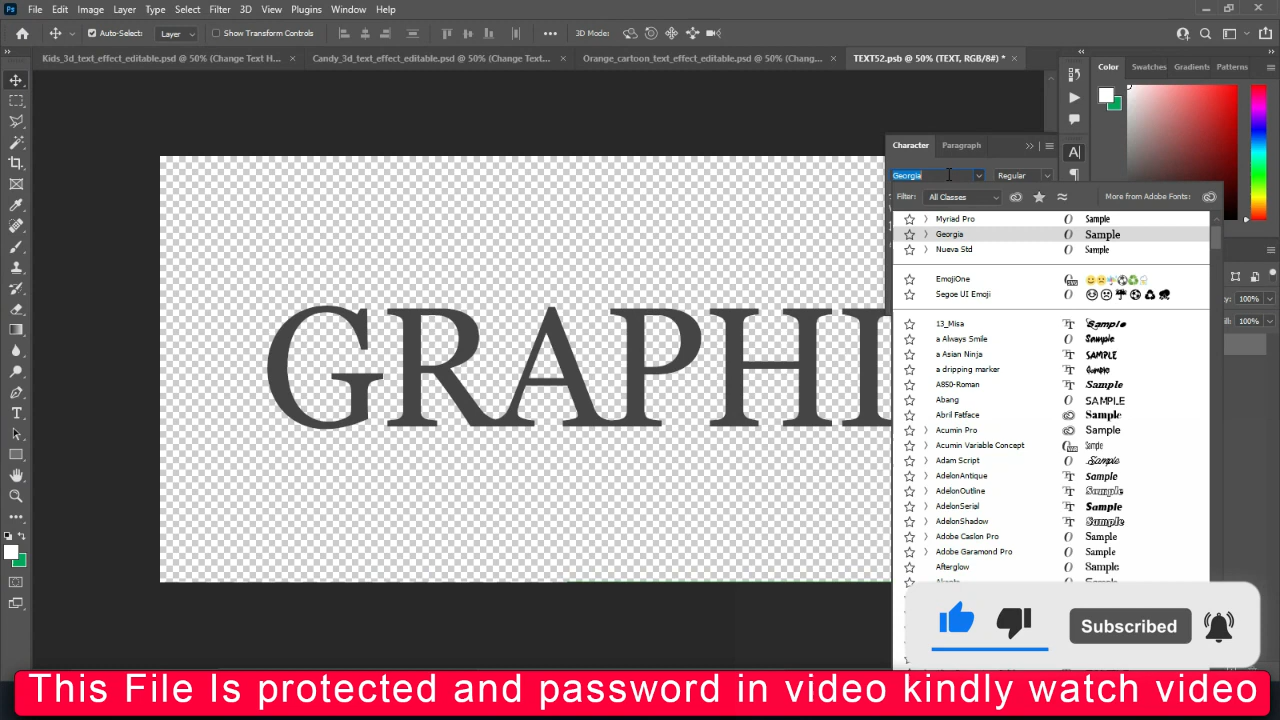 Ps File Edit Image Layer Type Select Filter 3D View Plugins Window Help
Auto-Select: Layer Show Transform Controls 3D Mode:
Kids_3d_text_effect_editable.psd @ 50% (Change Text H... × Candy_3d_text_effect_editable.psd @ 50% (Change Text... × Orange_cartoon_text_effect_editable.psd @ 50% (Chang... × TEXT52.psb @ 50% (TEXT, RGB/8#) * ×
Color Swatches Gradients Patterns
Character Paragraph
Georgia Regular
Filter: All Classes More from Adobe Fonts:
Myriad Pro Sample
Georgia Sample
Nueva Std Sample
EmojiOne
Segoe UI Emoji
100%
100%
13_Misa Sample
a Always Smile Sample
a Asian Ninja SAMPLE
a dripping marker Sample
A850-Roman Sample
Abang SAMPLE
Abril Fatface Sample
Acumin Pro Sample
Acumin Variable Concept Sample
Adam Script Sample
AdelonAntique Sample
AdelonOutline Sample
AdelonSerial Sample
AdelonShadow Sample
Adobe Caslon Pro Sample
Adobe Garamond Pro Sample
Afterglow Sample
GRAPHI
Subscribed
This File Is protected and password in video kindly watch video